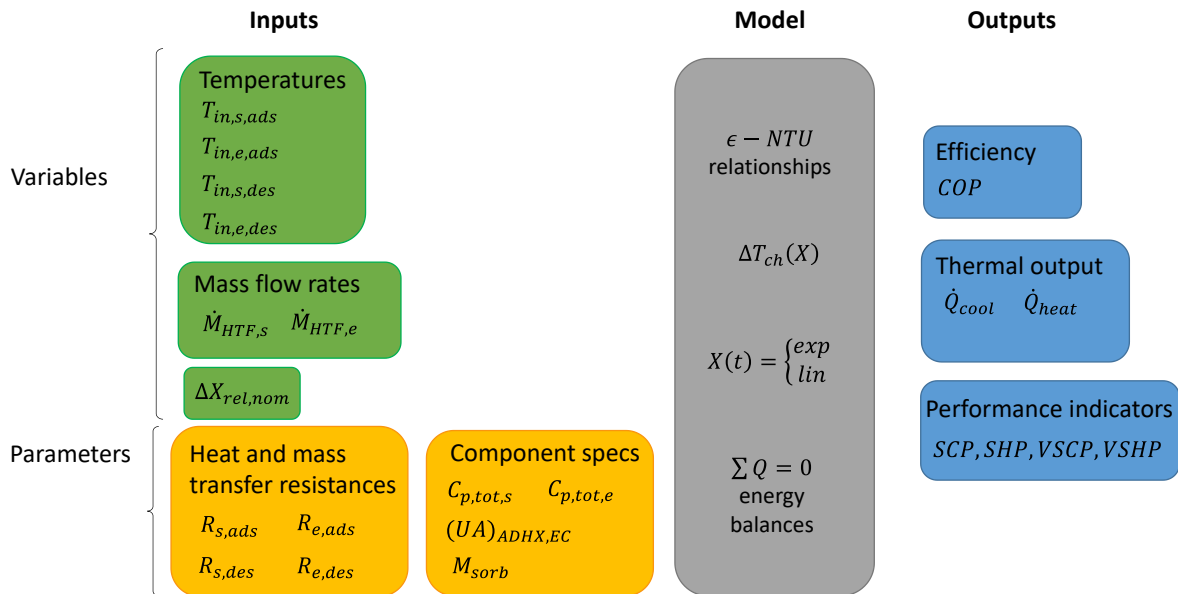 Inputs
Model
Outputs
Variables
Temperatures
T_{in,s,ads}
T_{in,e,ads}
T_{in,s,des}
T_{in,e,des}
Mass flow rates
Ṁ_{HTF,s} Ṁ_{HTF,e}
ΔX_{rel,nom}
Parameters
Heat and mass
transfer resistances
R_{s,ads} R_{e,ads}
R_{s,des} R_{e,des}
Component specs
C_{p,tot,s} C_{p,tot,e}
(UA)_{ADHX,EC}
M_{sorb}
ϵ − NTU
relationships
ΔT_{ch}(X)
X(t) = { exp
lin
∑ Q = 0
energy
balances
Efficiency
COP
Thermal output
Q̇_{cool} Q̇_{heat}
Performance indicators
SCP, SHP, VSCP, VSHP